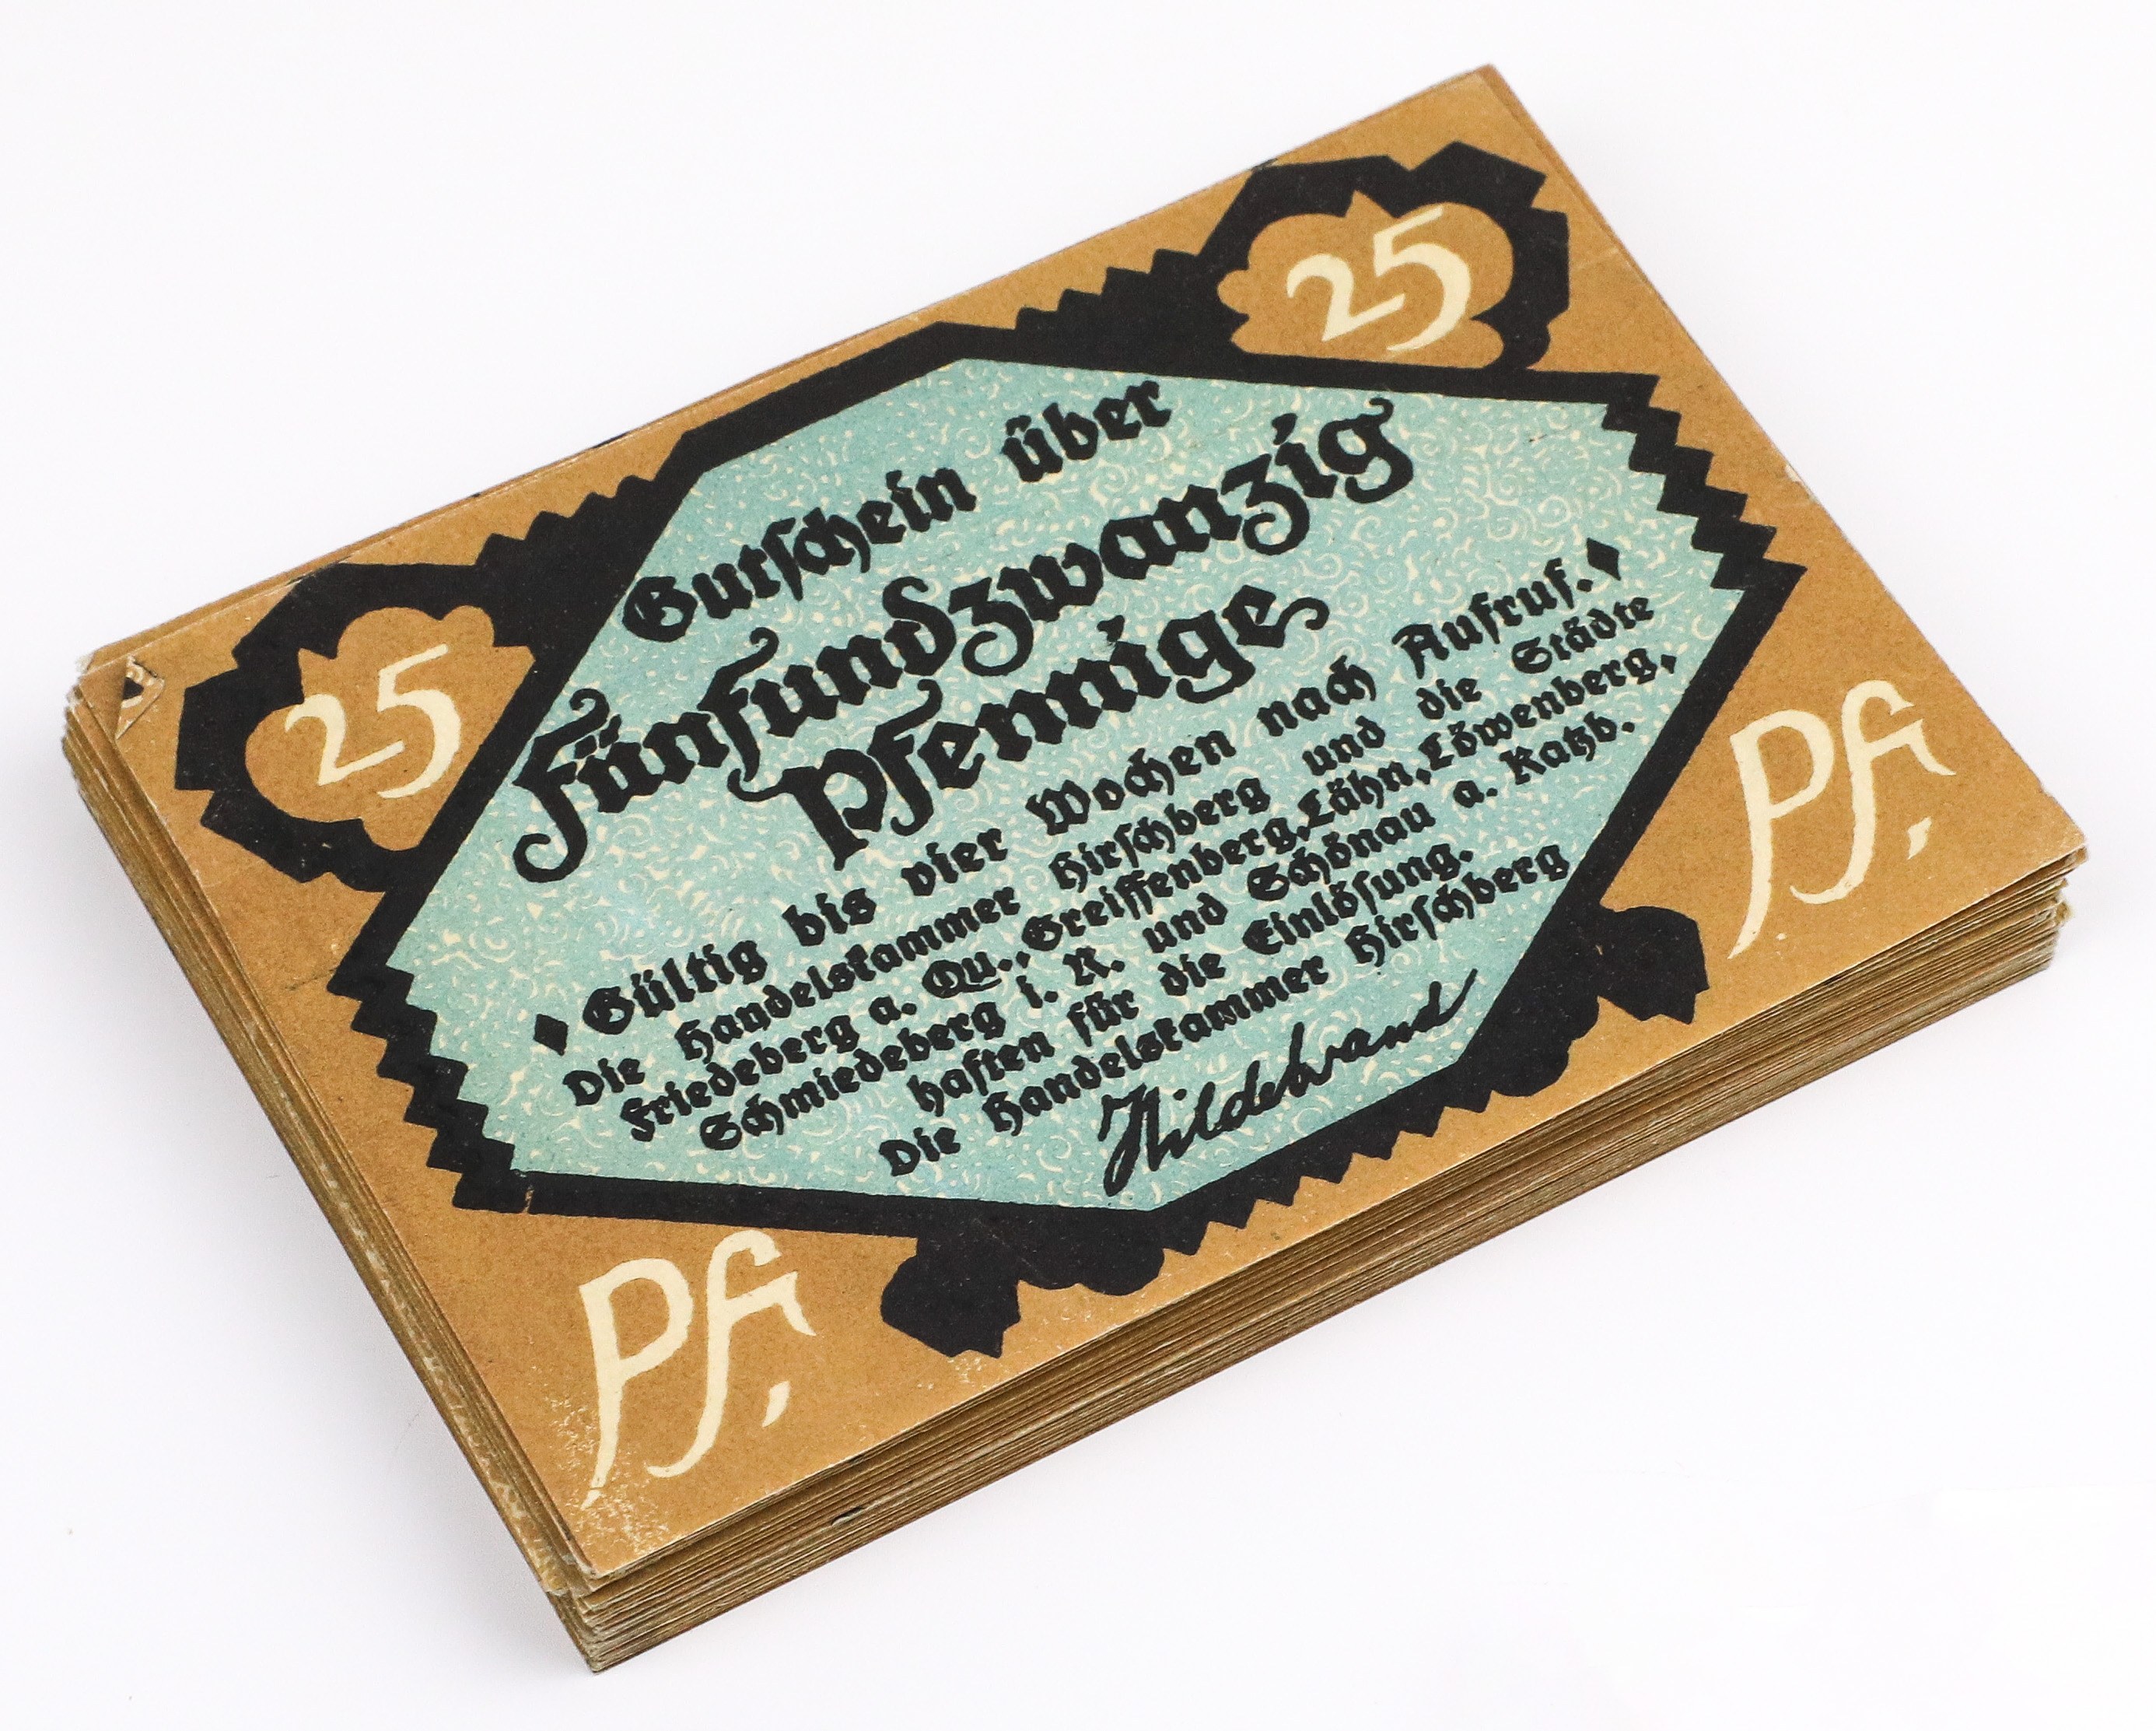 25
25
Gutschein über
Fünfundzwanzig
Pfennige
♦ Gültig bis vier Wochen nach Aufruf. ♦
Die Handelskammer Hirschberg und die Städte
Friedeberg a. Qu., Greiffenberg, Lähn, Löwenberg,
Schmiedeberg i. R. und Schönau a. Katzb.
haften für die Einlösung.
Die Handelskammer Hirschberg
Hildebrand
Pf,
Pf,